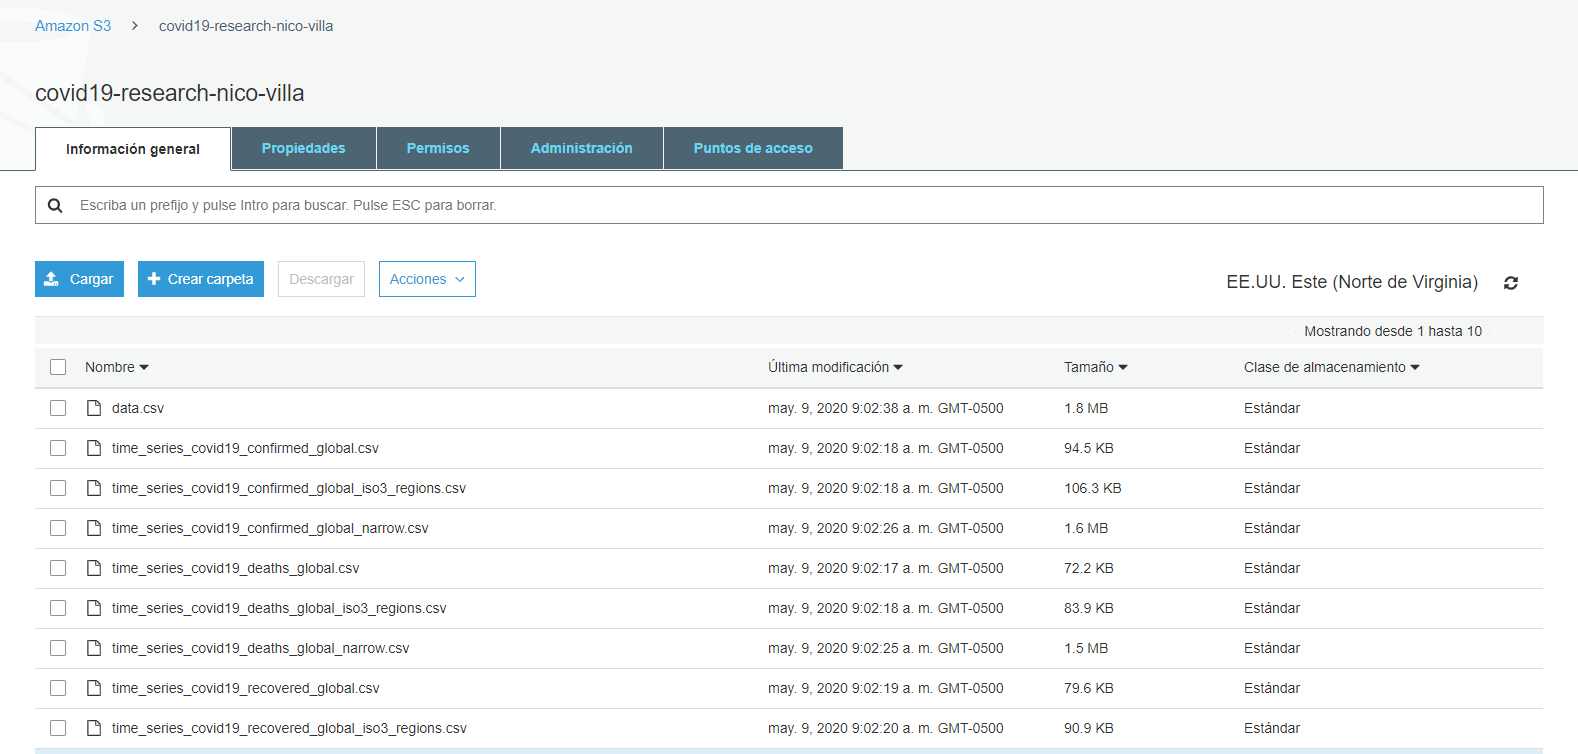 Amazon S3 > covid19-research-nico-villa
covid19-research-nico-villa
Información general Propiedades Permisos Administración Puntos de acceso
Escriba un prefijo y pulse Intro para buscar. Pulse ESC para borrar.
Cargar + Crear carpeta Descargar Acciones EE.UU. Este (Norte de Virginia)
Mostrando desde 1 hasta 10
Nombre Última modificación Tamaño Clase de almacenamiento
data.csv may. 9, 2020 9:02:38 a. m. GMT-0500 1.8 MB Estándar
time_series_covid19_confirmed_global.csv may. 9, 2020 9:02:18 a. m. GMT-0500 94.5 KB Estándar
time_series_covid19_confirmed_global_iso3_regions.csv may. 9, 2020 9:02:18 a. m. GMT-0500 106.3 KB Estándar
time_series_covid19_confirmed_global_narrow.csv may. 9, 2020 9:02:26 a. m. GMT-0500 1.6 MB Estándar
time_series_covid19_deaths_global.csv may. 9, 2020 9:02:17 a. m. GMT-0500 72.2 KB Estándar
time_series_covid19_deaths_global_iso3_regions.csv may. 9, 2020 9:02:18 a. m. GMT-0500 83.9 KB Estándar
time_series_covid19_deaths_global_narrow.csv may. 9, 2020 9:02:25 a. m. GMT-0500 1.5 MB Estándar
time_series_covid19_recovered_global.csv may. 9, 2020 9:02:19 a. m. GMT-0500 79.6 KB Estándar
time_series_covid19_recovered_global_iso3_regions.csv may. 9, 2020 9:02:20 a. m. GMT-0500 90.9 KB Estándar